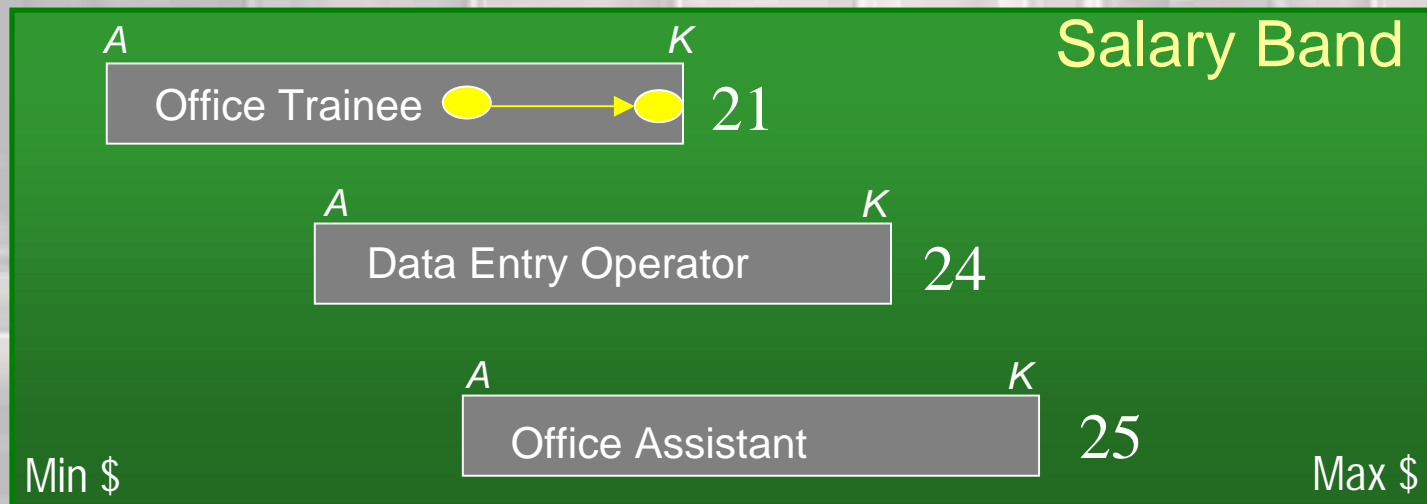 Salary Band
A K
Office Trainee 21
A K
Data Entry Operator 24
A K
Office Assistant 25
Min $ Max $